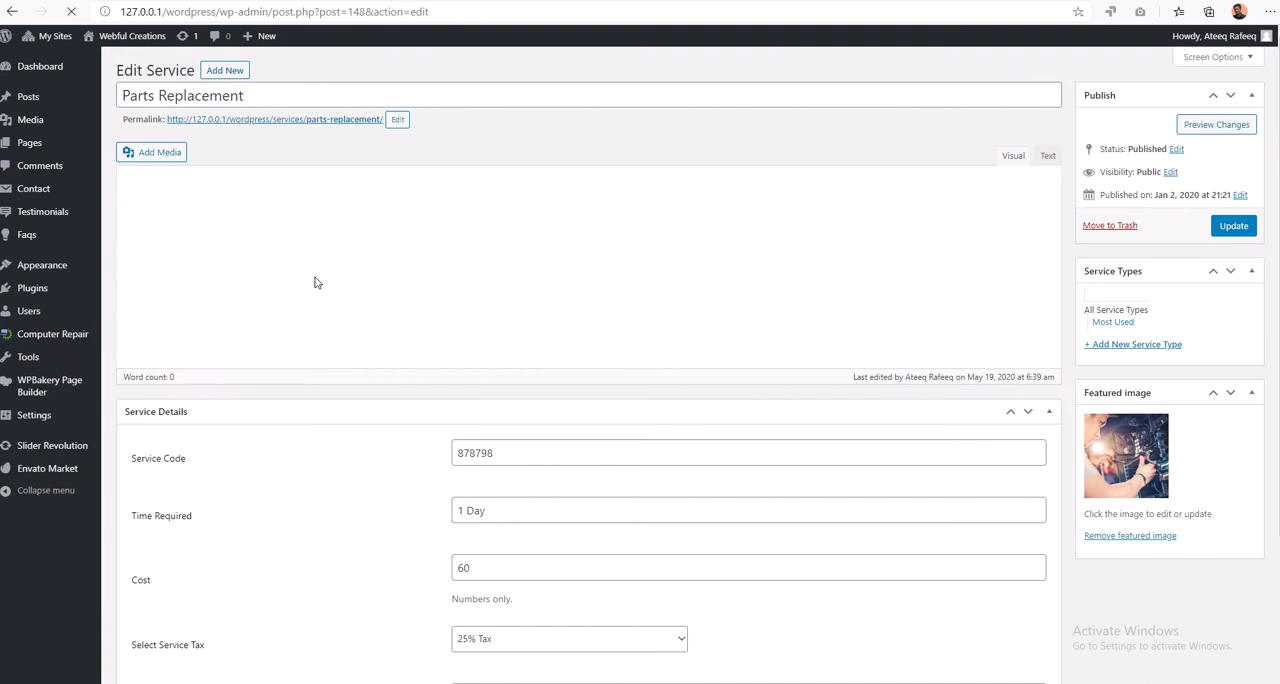 127.0.0.1/wordpress/wp-admin/post.php?post=148&action=edit
My Sites
Webful Creations
1
0
New
Howdy, Ateeq Rafeeq
Screen Options
Dashboard
Posts
Media
Pages
Comments
Contact
Testimonials
Faqs
Appearance
Plugins
Users
Computer Repair
Tools
WPBakery Page
Builder
Settings
Slider Revolution
Envato Market
Collapse menu
Edit Service
Add New
Parts Replacement
Permalink: http://127.0.0.1/wordpress/services/parts-replacement/ Edit
Add Media
Visual
Text
Word count: 0
Last edited by Ateeq Rafeeq on May 19, 2020 at 6:39 am
Service Details
Service Code
878798
Time Required
1 Day
Cost
60
Numbers only.
Select Service Tax
25% Tax
Publish
Preview Changes
Status: Published Edit
Visibility: Public Edit
Published on: Jan 2, 2020 at 21:21 Edit
Move to Trash
Update
Service Types
All Service Types
Most Used
+ Add New Service Type
Featured image
Click the image to edit or update
Remove featured image
Activate Windows
Go to Settings to activate Windows.